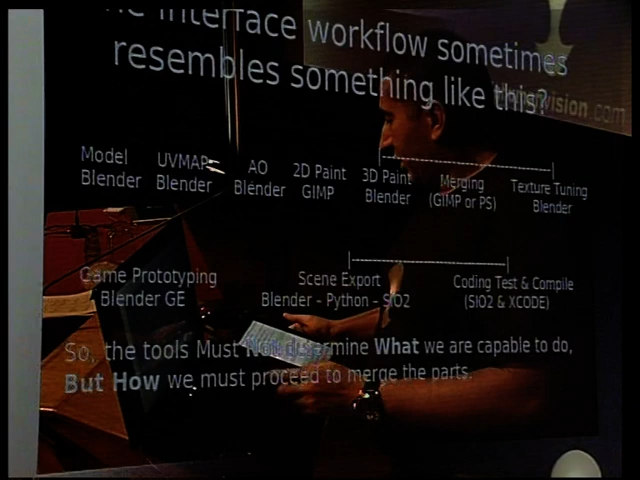 he interface workflow sometimes
resembles something like this?
vision.com
Model UVMAP AO 2D Paint 3D Paint Merging Texture Tuning
Blender Blender Blender GIMP Blender (GIMP or PS) Blender
Game Prototyping Scene Export Coding Test & Compile
Blender GE Blender - Python - SIO2 (SIO2 & XCODE)
So, the tools Must Not determine What we are capable to do,
But How we must proceed to merge the parts.